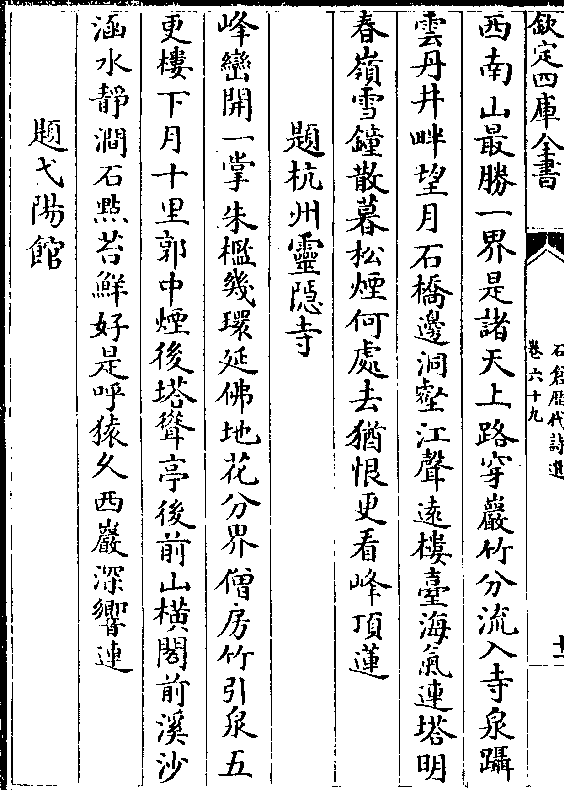 欽定四庫全書
石倉歴代詩選
卷六十九
十二
西南山最勝一界是諸天上路穿巖竹分流入寺泉躡
雲丹井畔望月石橋邊洞壑江聲逺樓臺海氣連塔明
春嶺雪鐘散暮松煙何處去猶恨更看峰頂蓮
題杭州靈隱寺
峰巒開一掌朱檻幾環延佛地花分界僧房竹引泉五
更樓下月十里郭中煙後塔聳亭後前山橫閣前溪沙
涵水靜澗石㸃苔鮮好是呼猿久西巖深響連
題弋陽館